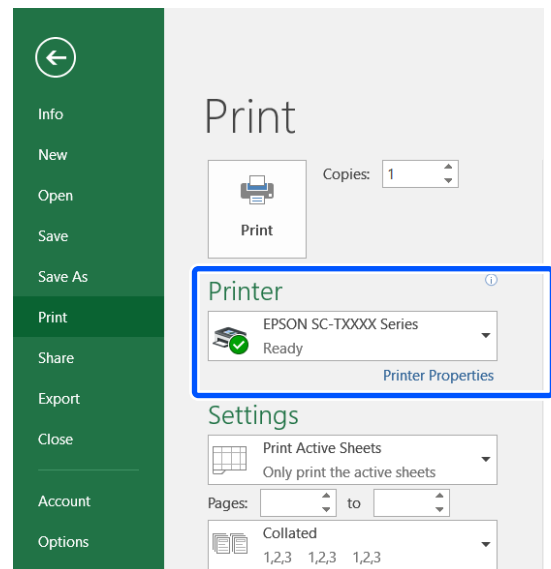 Info
New
Open
Save
Save As
Print
Share
Export
Close
Account
Options
Print
Copies: 1
Print
Printer
EPSON SC-TXXXX Series
Ready
Printer Properties
Settings
Print Active Sheets
Only print the active sheets
Pages: to
Collated
1,2,3 1,2,3 1,2,3